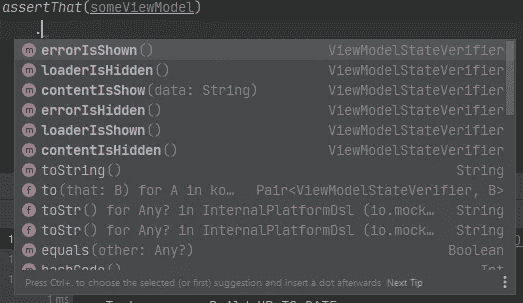 assertThat(someViewModel)
.
m errorIsShown() ViewModelStateVerifier
m loaderIsHidden() ViewModelStateVerifier
m contentIsShow(data: String) ViewModelStateVerifier
m errorIsHidden() ViewModelStateVerifier
m loaderIsShown() ViewModelStateVerifier
m contentIsHidden() ViewModelStateVerifier
m toString() String
f to(that: B) for A in ko... Pair<ViewModelStateVerifier, B>
f toStr() for Any? in InternalPlatformDsl (io.mock... String
f toStr() for Any? in InternalPlatformDsl (io.mock... String
m equals(other: Any?) Boolean
m hashCode() Int
Press Ctrl+. to choose the selected (or first) suggestion and insert a dot afterwards Next Tip
1 ms